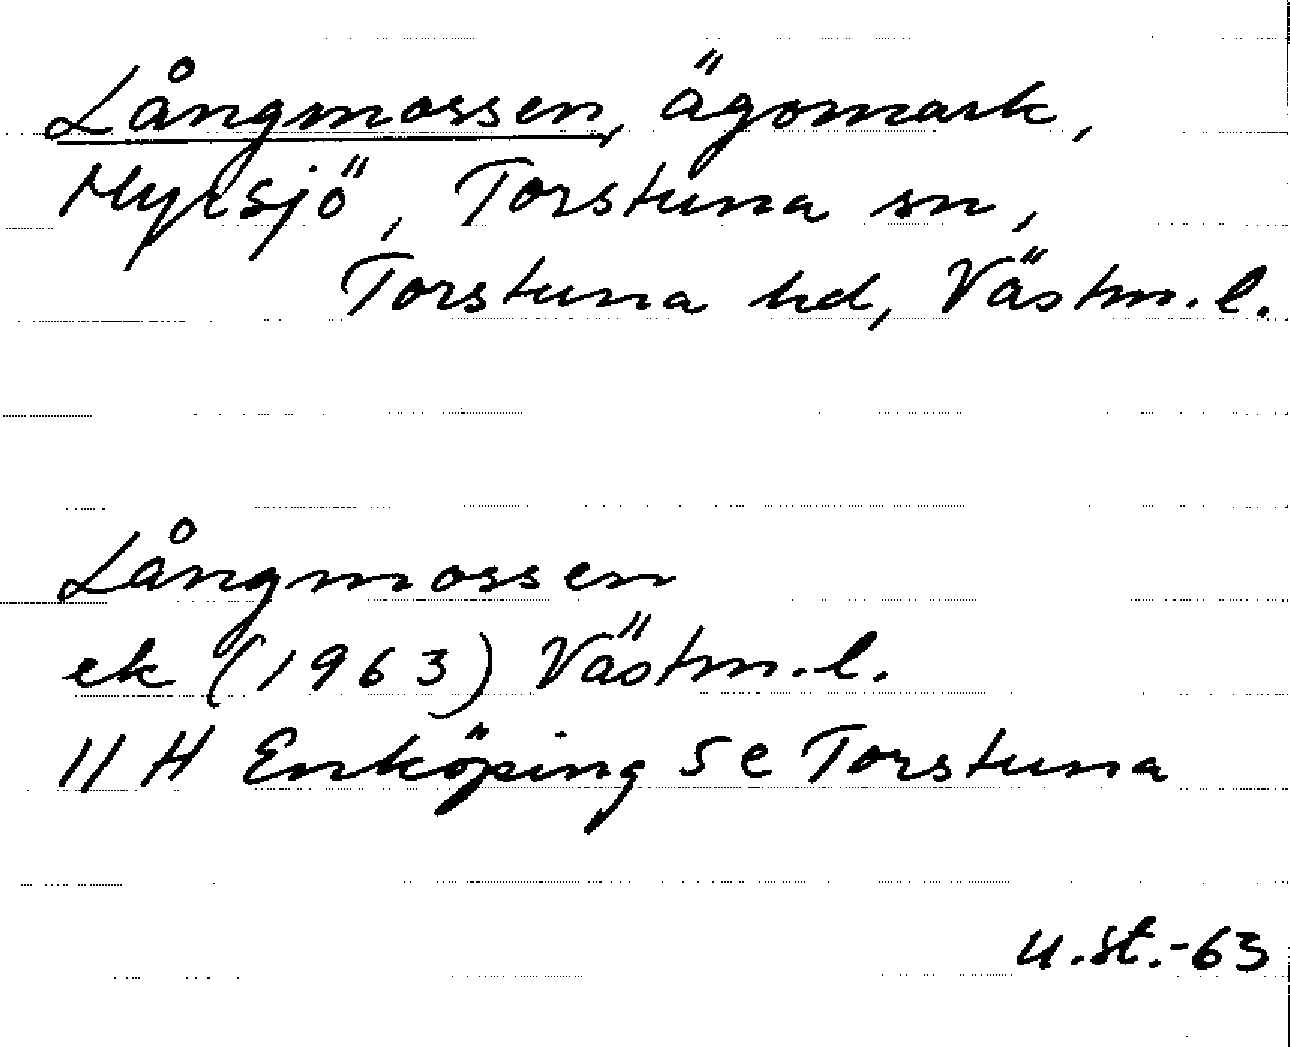 Långmossen, ägomark,
Myrsjö, Torstuna sn,
Torstuna hd, Västm. l.
Långmossen
ek (1963) Västm. l.
11 H Enköping 5 e Torstuna
u.st.-63